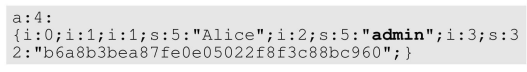 a:4:
{i:0;i:1;i:1;s:5:"Alice";i:2;s:5:"admin";i:3;s:3
2:"b6a8b3bea87fe0e05022f8f3c88bc960";}